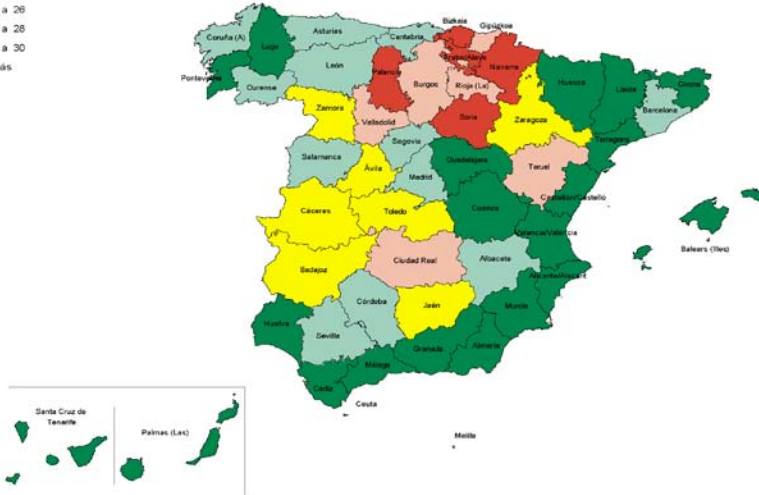 a 26
a 28
a 30
ás
Coruña (A)
Lugo
Asturias
Cantabria
Bizkaia
Gipúzkoa
Araba/Álava
Navarra
Pontevedra
Ourense
León
Palencia
Burgos
Rioja (La)
Huesca
Lleida
Girona
Barcelona
Zamora
Valladolid
Soria
Zaragoza
Tarragona
Salamanca
Segovia
Ávila
Madrid
Guadalajara
Teruel
Castellón/Castelló
Cáceres
Toledo
Cuenca
Valencia/València
Balears (Illes)
Badajoz
Ciudad Real
Albacete
Alicante/Alacant
Huelva
Sevilla
Córdoba
Jaén
Murcia
Granada
Almería
Málaga
Cádiz
Ceuta
Melilla
Santa Cruz de
Tenerife
Palmas (Las)